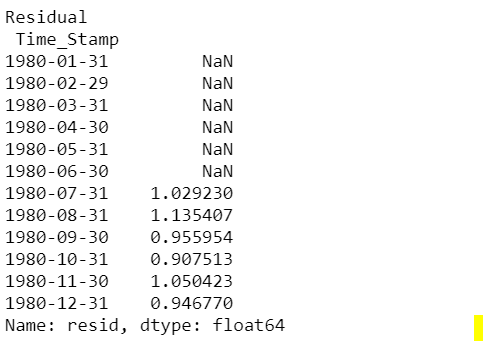 Residual
 Time_Stamp
1980-01-31         NaN
1980-02-29         NaN
1980-03-31         NaN
1980-04-30         NaN
1980-05-31         NaN
1980-06-30         NaN
1980-07-31    1.029230
1980-08-31    1.135407
1980-09-30    0.955954
1980-10-31    0.907513
1980-11-30    1.050423
1980-12-31    0.946770
Name: resid, dtype: float64